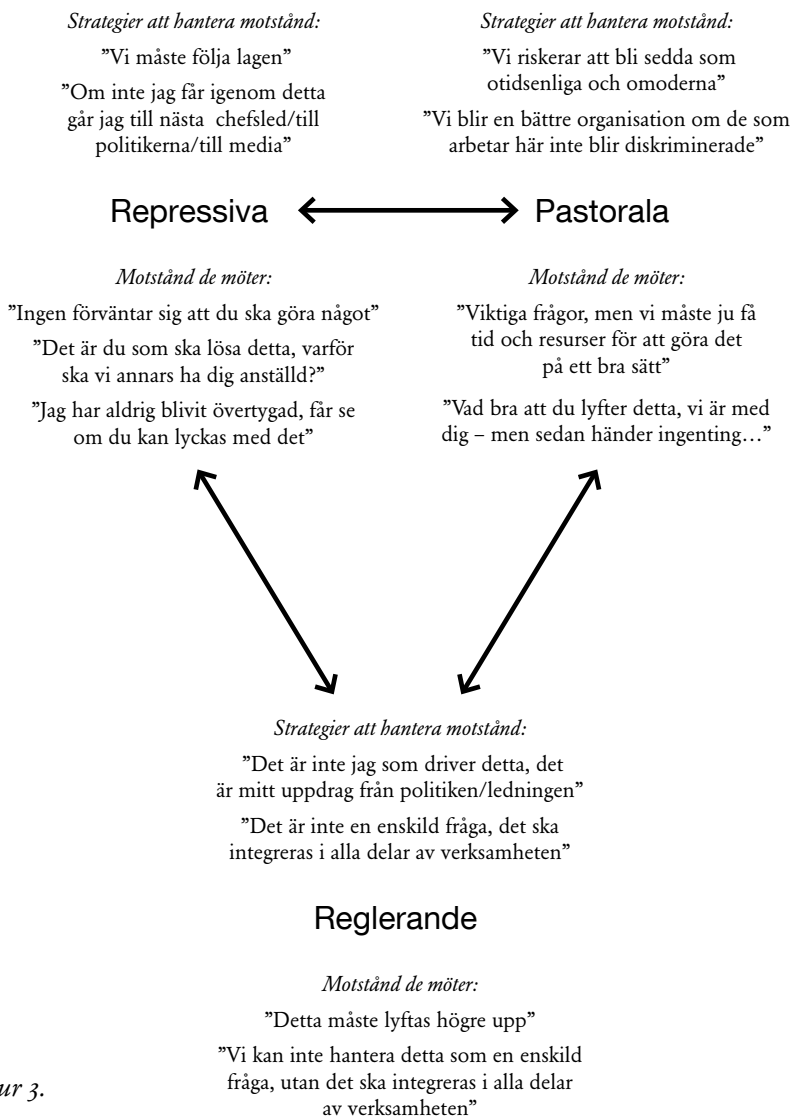 Strategier att hantera motstånd:
”Vi måste följa lagen”
”Om inte jag får igenom detta
går jag till nästa chefsled/till
politikerna/till media”
Strategier att hantera motstånd:
”Vi riskerar att bli sedda som
otidsenliga och omoderna”
”Vi blir en bättre organisation om de som
arbetar här inte blir diskriminerade”
Repressiva
Pastorala
Motstånd de möter:
”Ingen förväntar sig att du ska göra något”
”Det är du som ska lösa detta, varför
ska vi annars ha dig anställd?”
”Jag har aldrig blivit övertygad, får se
om du kan lyckas med det”
Motstånd de möter:
”Viktiga frågor, men vi måste ju få
tid och resurser för att göra det
på ett bra sätt”
”Vad bra att du lyfter detta, vi är med
dig – men sedan händer ingenting…”
Strategier att hantera motstånd:
”Det är inte jag som driver detta, det
är mitt uppdrag från politiken/ledningen”
”Det är inte en enskild fråga, det ska
integreras i alla delar av verksamheten”
Reglerande
Motstånd de möter:
”Detta måste lyftas högre upp”
”Vi kan inte hantera detta som en enskild
fråga, utan det ska integreras i alla delar
av verksamheten”
ur 3.